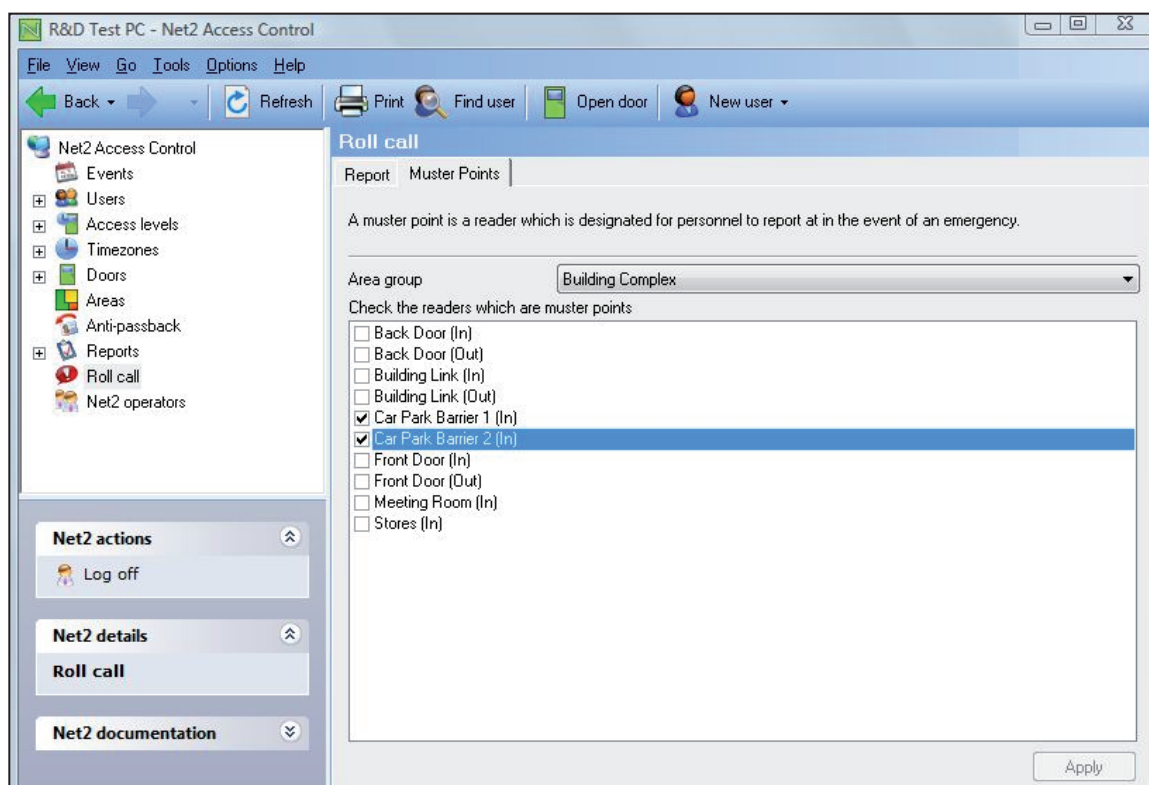 R&D Test PC - Net2 Access Control
File View Go Tools Options Help
Back Refresh Print Find user Open door New user
Net2 Access Control
Events
Users
Access levels
Timezones
Doors
Areas
Anti-passback
Reports
Roll call
Net2 operators
Net2 actions
Log off
Net2 details
Roll call
Net2 documentation
Roll call
Report Muster Points
A muster point is a reader which is designated for personnel to report at in the event of an emergency.
Area group Building Complex
Check the readers which are muster points
Back Door (In)
Back Door (Out)
Building Link (In)
Building Link (Out)
Car Park Barrier 1 (In)
Car Park Barrier 2 (In)
Front Door (In)
Front Door (Out)
Meeting Room (In)
Stores (In)
Apply